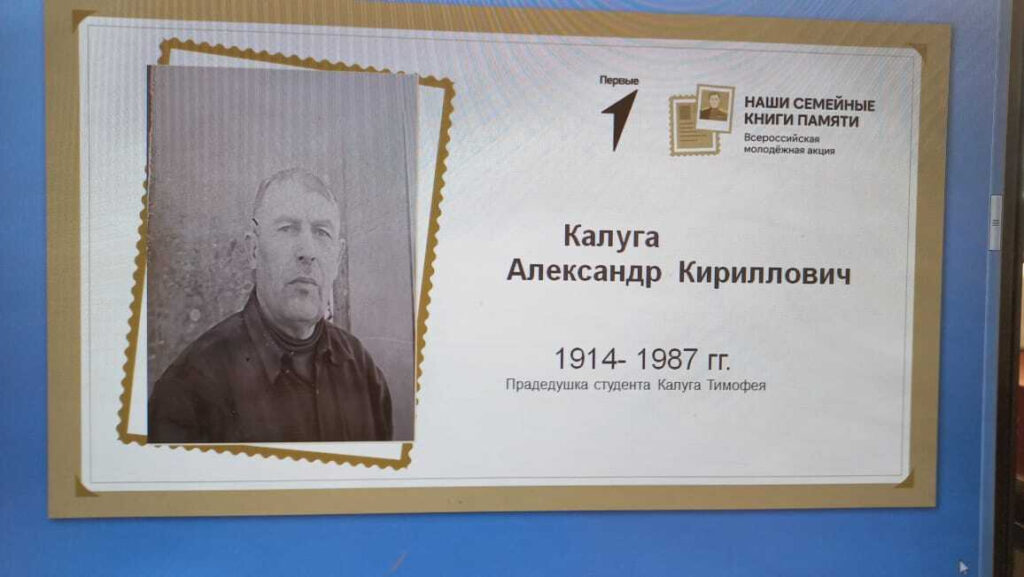 Первые
НАШИ СЕМЕЙНЫЕ
КНИГИ ПАМЯТИ
Всероссийская
молодёжная акция
Калуга
Александр Кириллович
1914- 1987 гг.
Прадедушка студента Калуга Тимофея